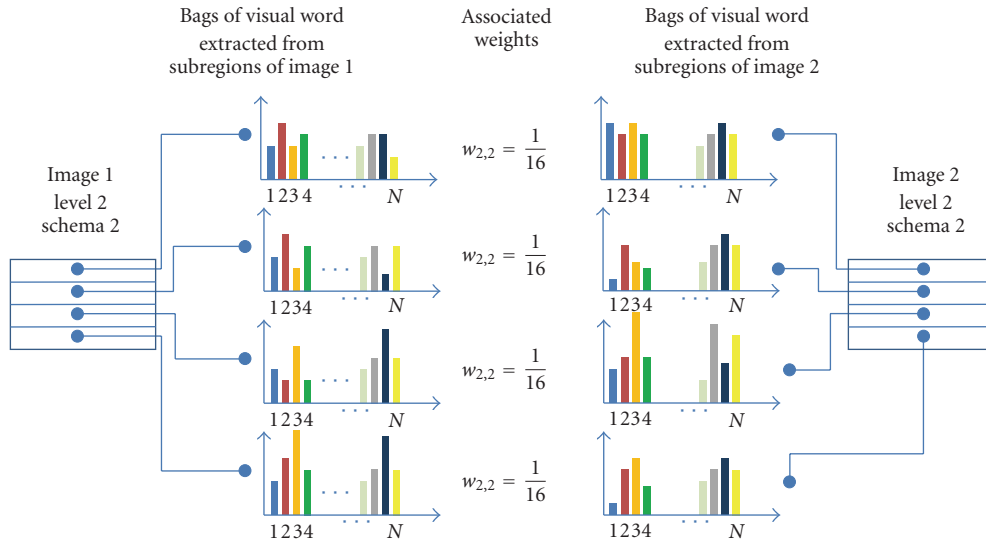 Bags of visual word
extracted from
subregions of image 1
Associated
weights
Bags of visual word
extracted from
subregions of image 2
Image 1
level 2
schema 2
Image 2
level 2
schema 2
. . .
1234 . . . N
w2,2 = 1/16
1234 . . . N
. . .
1234 . . . N
w2,2 = 1/16
1234 . . . N
. . .
1234 . . . N
w2,2 = 1/16
1234 . . . N
. . .
1234 . . . N
w2,2 = 1/16
1234 . . . N